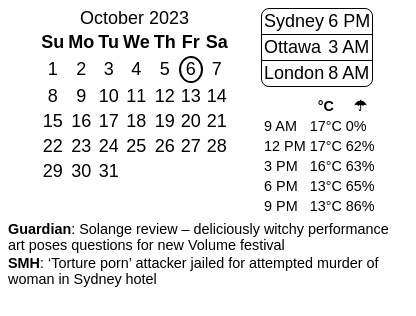 October 2023
Su Mo Tu We Th Fr Sa
1 2 3 4 5 6 7
8 9 10 11 12 13 14
15 16 17 18 19 20 21
22 23 24 25 26 27 28
29 30 31
Sydney 6 PM
Ottawa 3 AM
London 8 AM
°C ☂
9 AM 17°C 0%
12 PM 17°C 62%
3 PM 16°C 63%
6 PM 13°C 65%
9 PM 13°C 86%
Guardian: Solange review – deliciously witchy performance
art poses questions for new Volume festival
SMH: ‘Torture porn’ attacker jailed for attempted murder of
woman in Sydney hotel